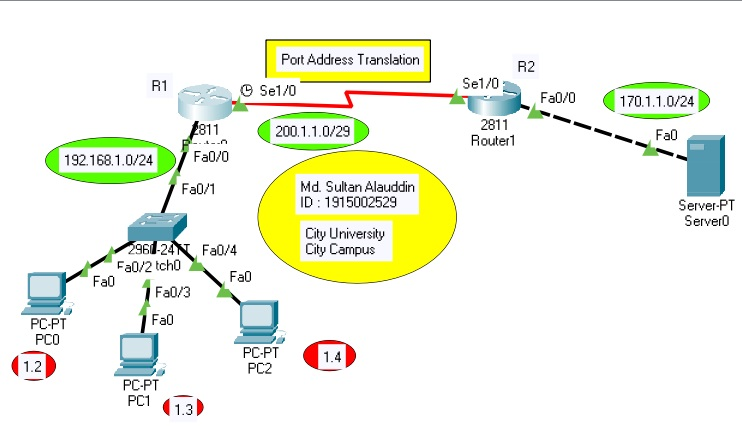 Port Address Translation
R1
Se1/0
Se1/0
R2
2811
Fa0/0
200.1.1.0/29
2811
Router1
Fa0/0
170.1.1.0/24
Fa0
Server-PT
Server0
192.168.1.0/24
Fa0/1
Md. Sultan Alauddin
ID : 1915002529
City University
City Campus
2960-24TT
Fa0/2
Fa0/4
Fa0
Fa0/3
Fa0
Fa0
PC-PT
PC0
1.2
PC-PT
PC1
1.3
PC-PT
PC2
1.4